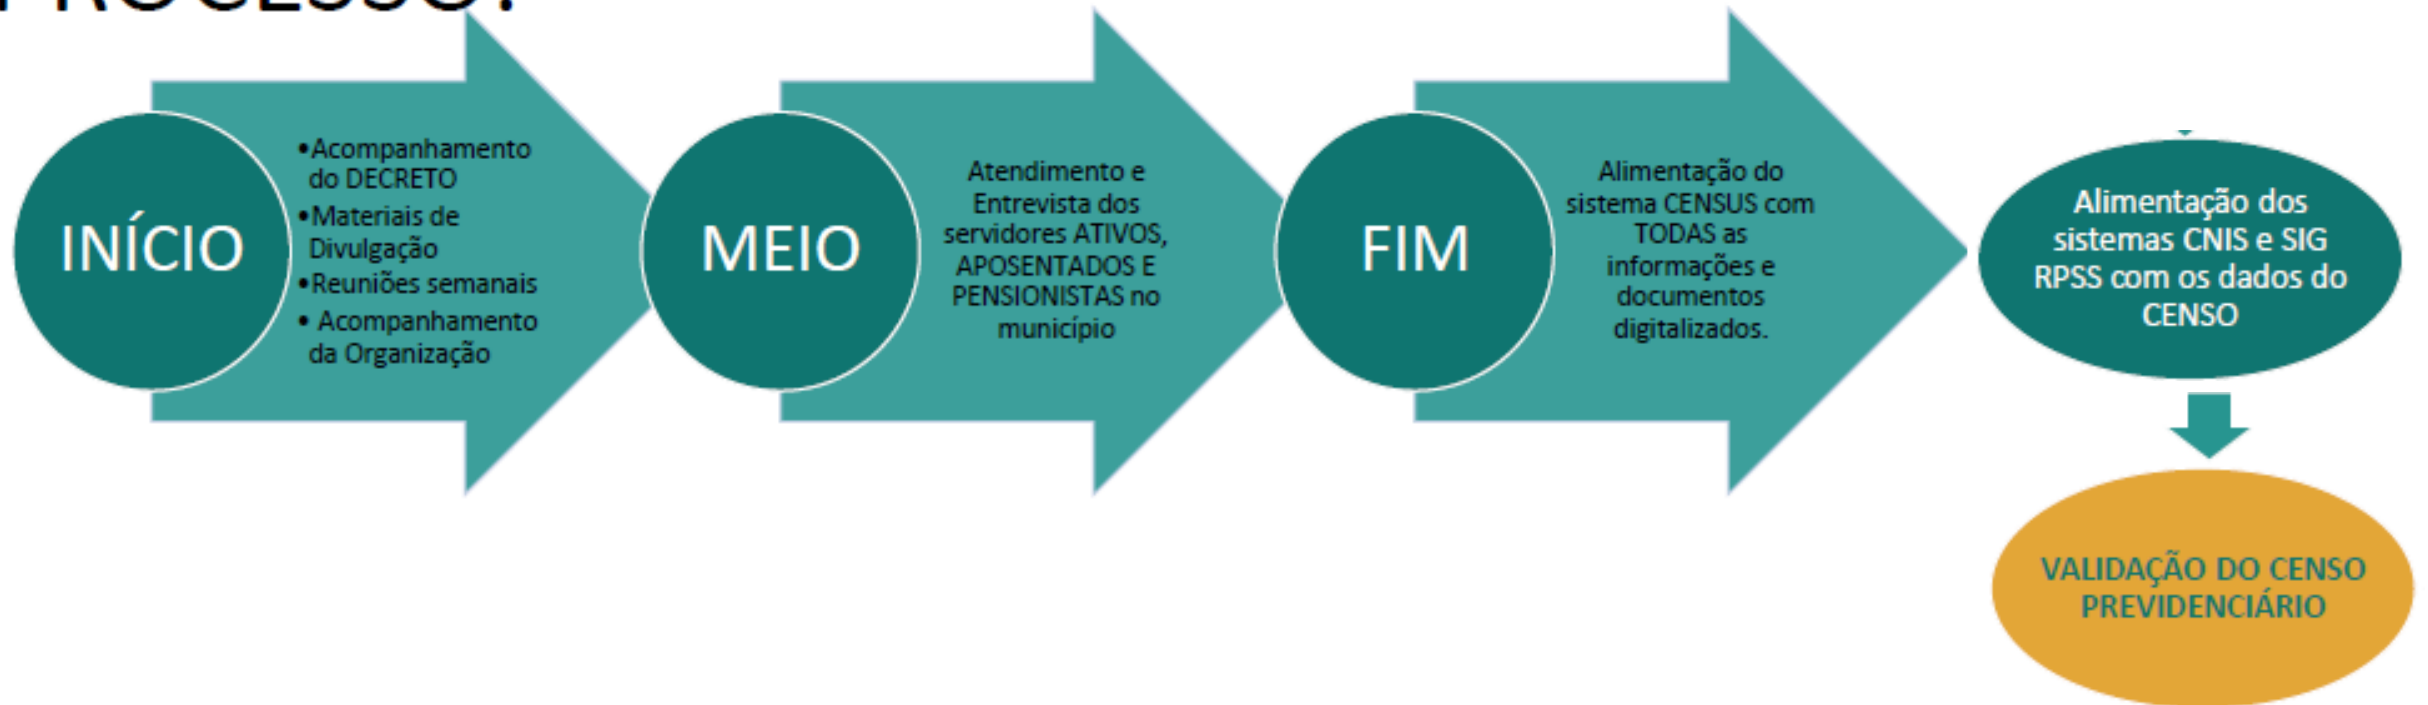 PROCESSO:
INÍCIO
•Acompanhamento
do DECRETO
•Materiais de
Divulgação
•Reuniões semanais
• Acompanhamento
da Organização
MEIO
Atendimento e
Entrevista dos
servidores ATIVOS,
APOSENTADOS E
PENSIONISTAS no
município
FIM
Alimentação do
sistema CENSUS com
TODAS as
informações e
documentos
digitalizados.
Alimentação dos
sistemas CNIS e SIG
RPSS com os dados do
CENSO
VALIDAÇÃO DO CENSO
PREVIDENCIÁRIO